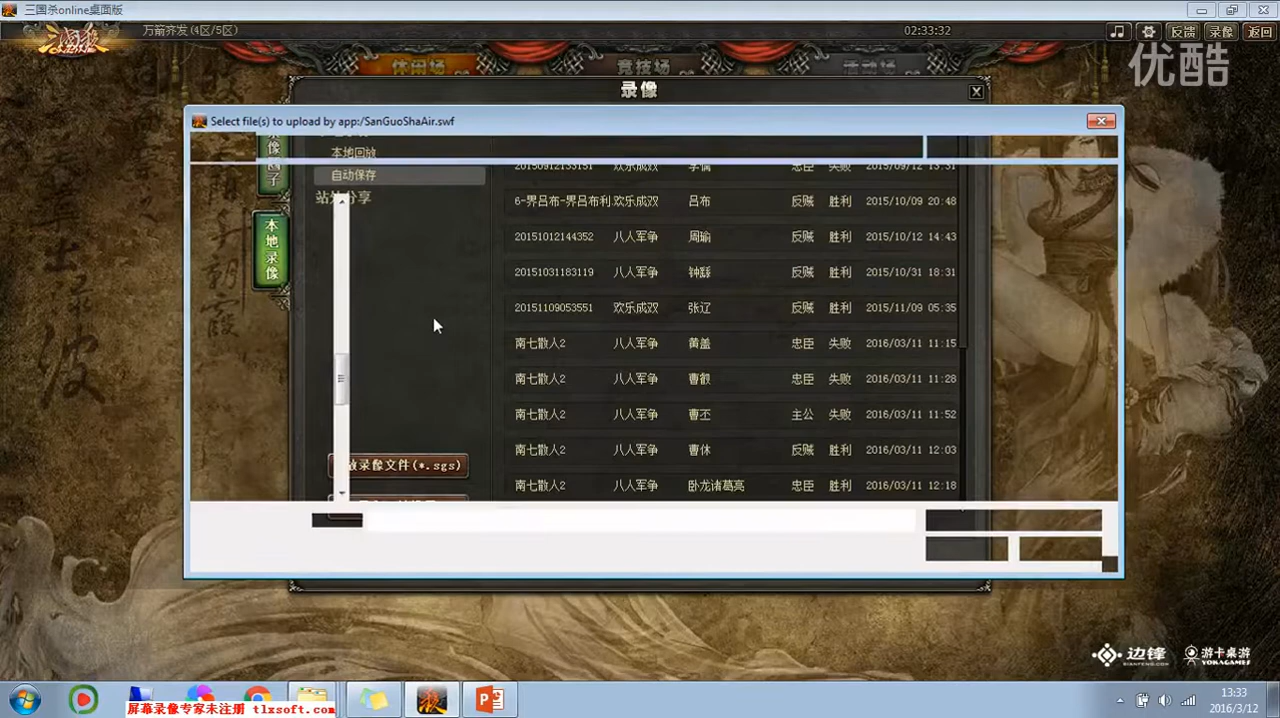 三国杀online桌面版
万箭齐发(4区/5区)
02:33:32
反馈
录像
返回
优酷
休闲场
竞技场
活动场
录像
Select file(s) to upload by app:/SanGuoShaAir.swf
像
子
本地回放
自动保存
站外分享
本地录像
20150912133151 欢乐成双 李儒 忠臣 失败 2015/09/12 13:31
6-界吕布-界吕布利 欢乐成双 吕布 反贼 胜利 2015/10/09 20:48
20151012144352 八人军争 周瑜 反贼 胜利 2015/10/12 14:43
20151031183119 八人军争 钟繇 反贼 胜利 2015/10/31 18:31
20151109053551 欢乐成双 张辽 反贼 胜利 2015/11/09 05:35
南七散人2 八人军争 黄盖 忠臣 失败 2016/03/11 11:15
南七散人2 八人军争 曹叡 忠臣 失败 2016/03/11 11:28
南七散人2 八人军争 曹丕 主公 失败 2016/03/11 11:52
南七散人2 八人军争 曹休 反贼 胜利 2016/03/11 12:03
南七散人2 八人军争 卧龙诸葛亮 忠臣 胜利 2016/03/11 12:18
放录像文件(*.sgs)
边锋
BIANFENG.COM
游卡桌游
YOKAGAMES
屏幕录像专家未注册 tlxsoft.com
13:33
2016/3/12